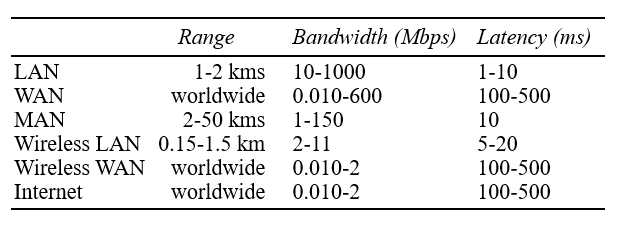 Range Bandwidth (Mbps) Latency (ms)
LAN 1-2 kms 10-1000 1-10
WAN worldwide 0.010-600 100-500
MAN 2-50 kms 1-150 10
Wireless LAN 0.15-1.5 km 2-11 5-20
Wireless WAN worldwide 0.010-2 100-500
Internet worldwide 0.010-2 100-500